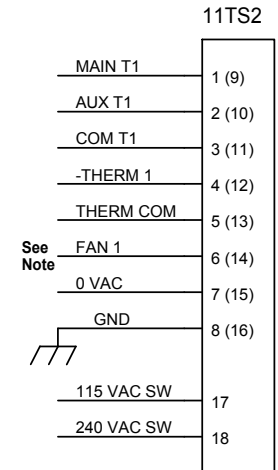 11TS2
MAIN T1 1 (9)
AUX T1 2 (10)
COM T1 3 (11)
-THERM 1 4 (12)
THERM COM 5 (13)
See Note FAN 1 6 (14)
0 VAC 7 (15)
GND 8 (16)
115 VAC SW 17
240 VAC SW 18